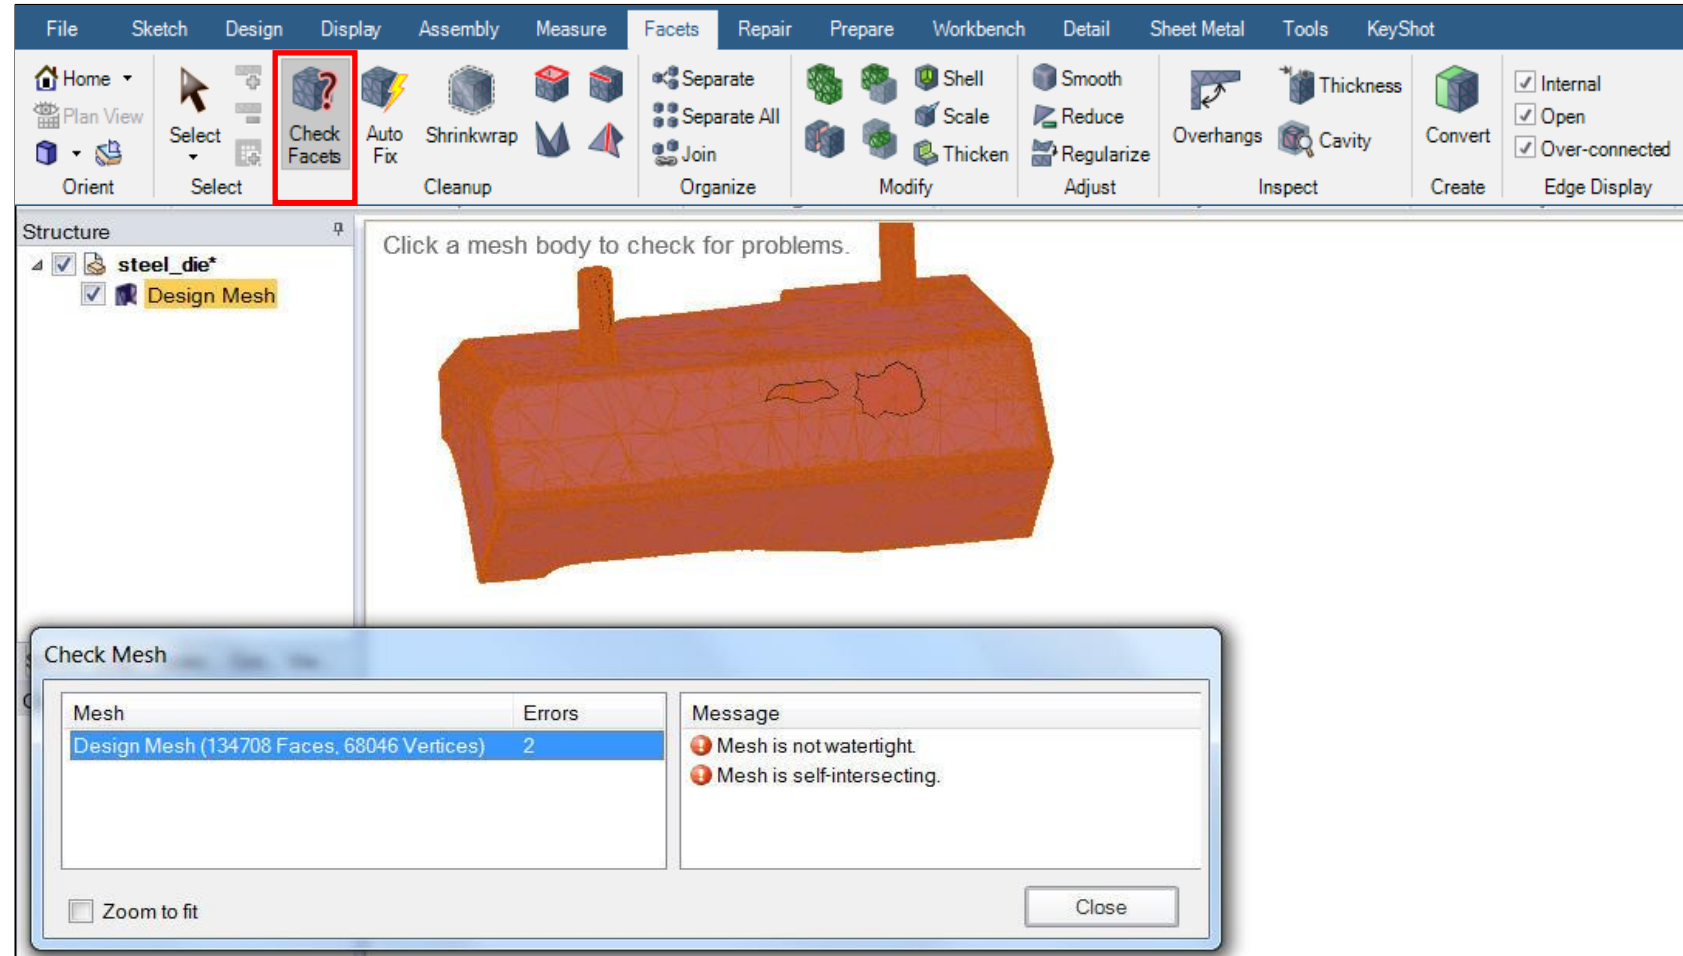 File Sketch Design Display Assembly Measure Facets Repair Prepare Workbench Detail Sheet Metal Tools KeyShot
Home
Plan View
Orient
Select
Select
Check
Facets
Auto
Fix
Shrinkwrap
Cleanup
Separate
Separate All
Join
Organize
Shell
Scale
Thicken
Modify
Smooth
Reduce
Regularize
Adjust
Overhangs
Thickness
Cavity
Inspect
Convert
Create
Internal
Open
Over-connected
Edge Display
Structure
steel_die*
Design Mesh
Click a mesh body to check for problems.
Check Mesh
Mesh Errors
Design Mesh (134708 Faces, 68046 Vertices) 2
Message
Mesh is not watertight.
Mesh is self-intersecting.
Zoom to fit
Close